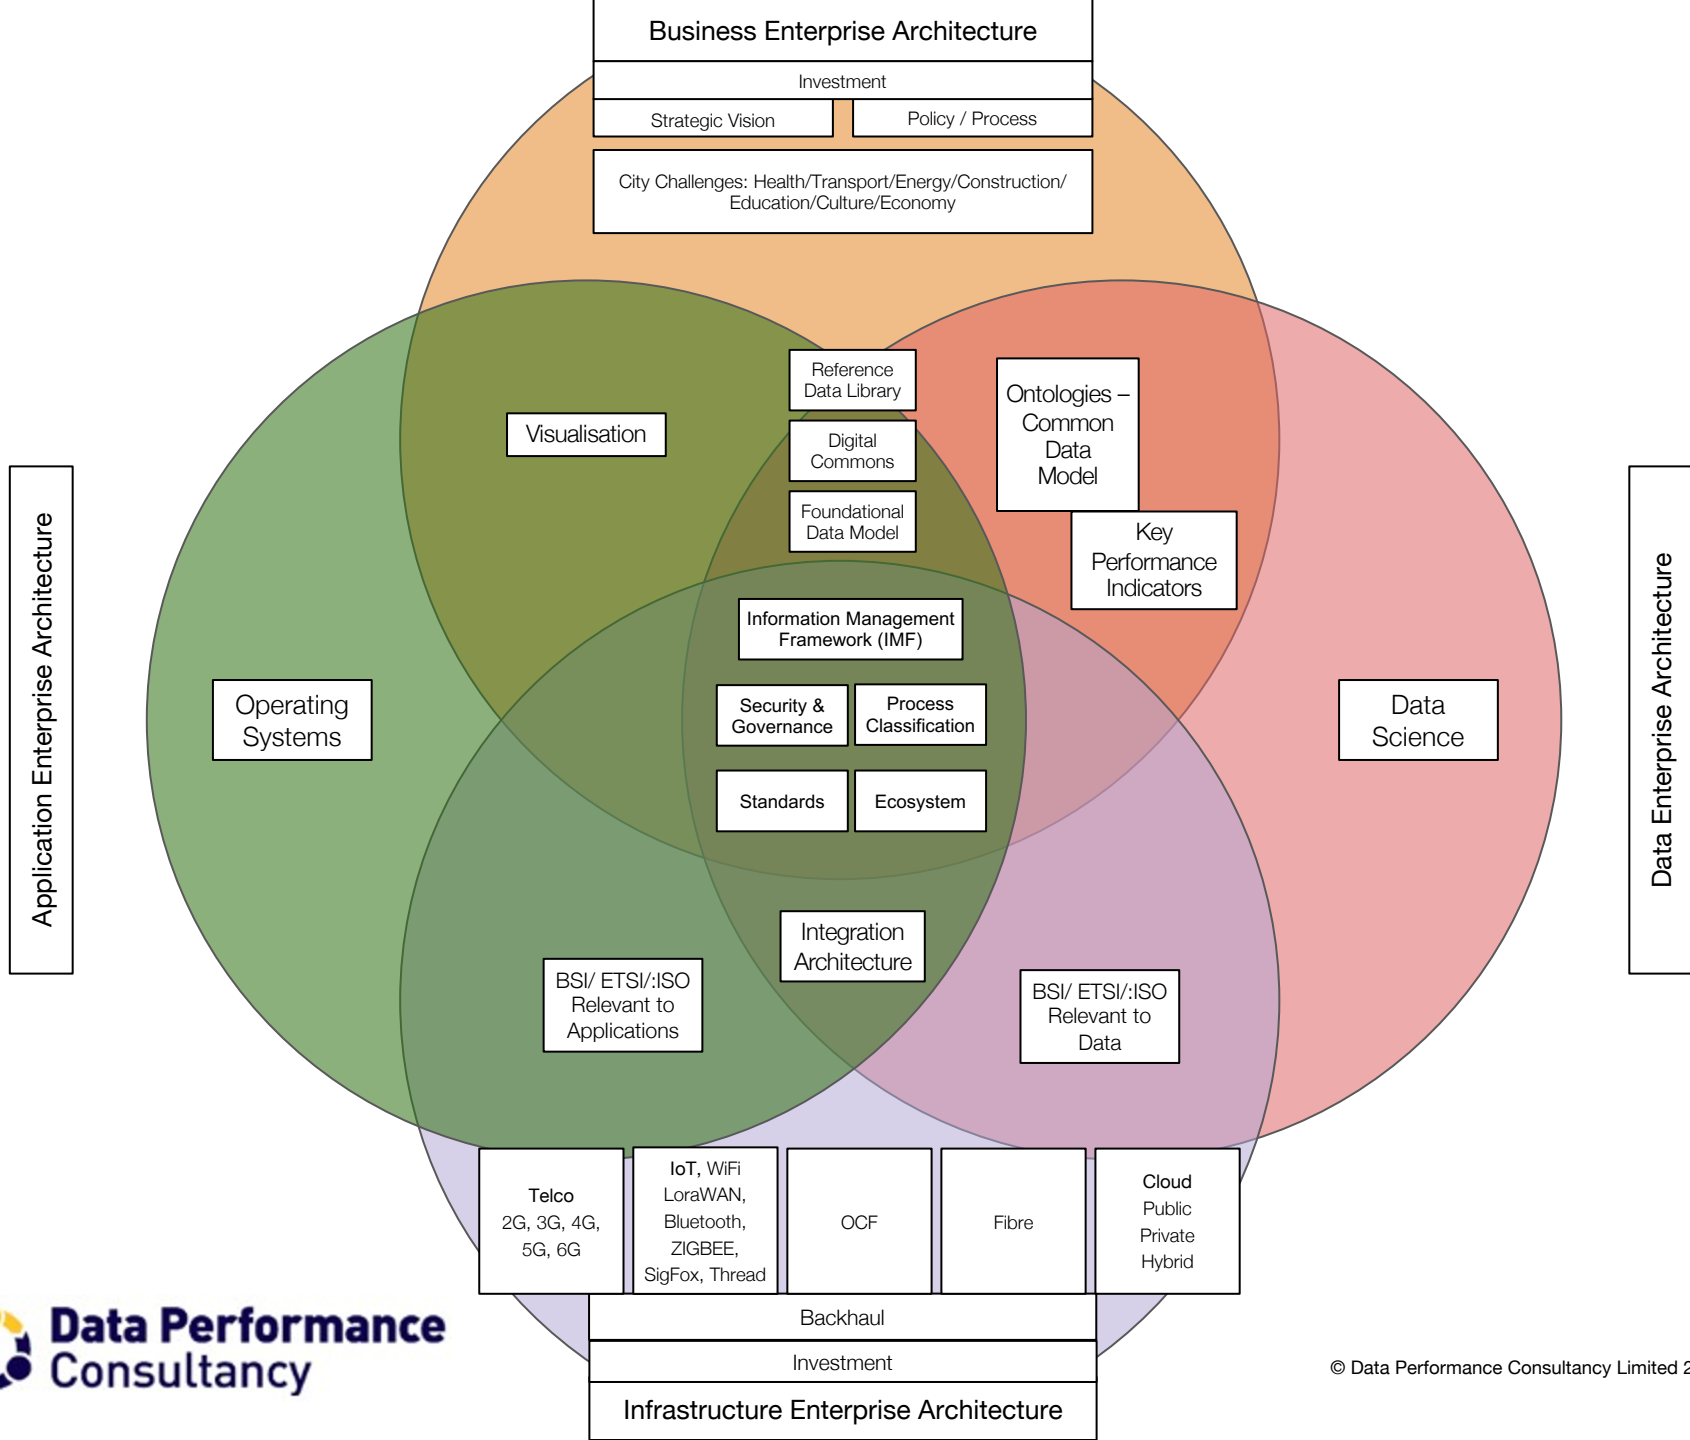 Business Enterprise Architecture
Investment
Strategic Vision
Policy / Process
City Challenges: Health/Transport/Energy/Construction/
Education/Culture/Economy
Reference
Data Library
Digital
Commons
Foundational
Data Model
Visualisation
Ontologies –
Common
Data
Model
Key
Performance
Indicators
Application Enterprise Architecture
Operating
Systems
Information Management
Framework (IMF)
Security &
Governance
Process
Classification
Standards
Ecosystem
Data
Science
Data Enterprise Architecture
Integration
Architecture
BSI/ ETSI/:ISO
Relevant to
Applications
BSI/ ETSI/:ISO
Relevant to
Data
Telco
2G, 3G, 4G,
5G, 6G
IoT, WiFi
LoraWAN,
Bluetooth,
ZIGBEE,
SigFox, Thread
OCF
Fibre
Cloud
Public
Private
Hybrid
Backhaul
Investment
Infrastructure Enterprise Architecture
Data Performance
Consultancy
© Data Performance Consultancy Limited 2